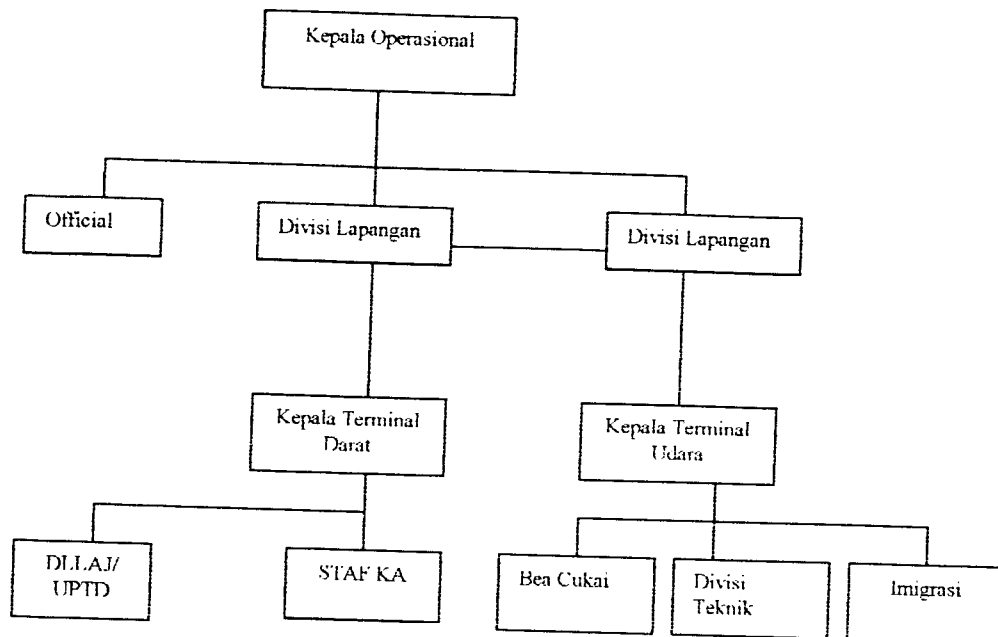 Kepala Operasional
Official
Divisi Lapangan
Divisi Lapangan
Kepala Terminal
Darat
Kepala Terminal
Udara
DLLAJ/
UPTD
STAF KA
Bea Cukai
Divisi
Teknik
Imigrasi